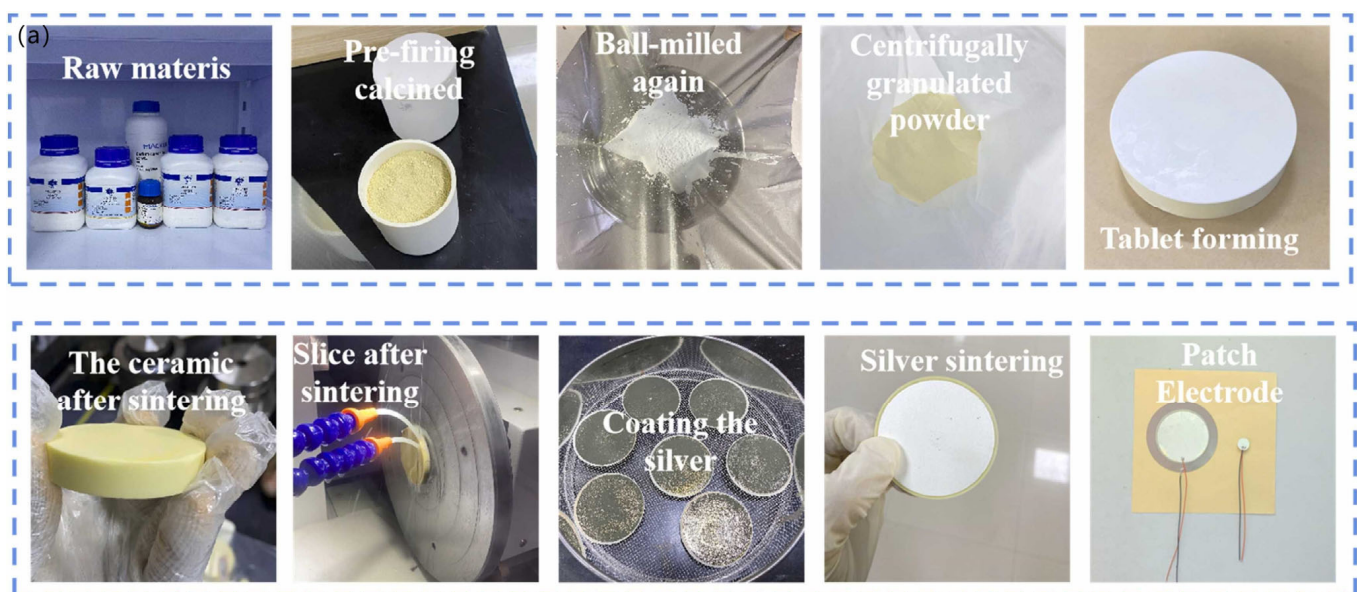 (a)
Raw materis
Pre-firing
calcined
Ball-milled
again
Centrifugally
granulated
powder
Tablet forming
The ceramic
after sintering
Slice after
sintering
Coating the
silver
Silver sintering
Patch
Electrode